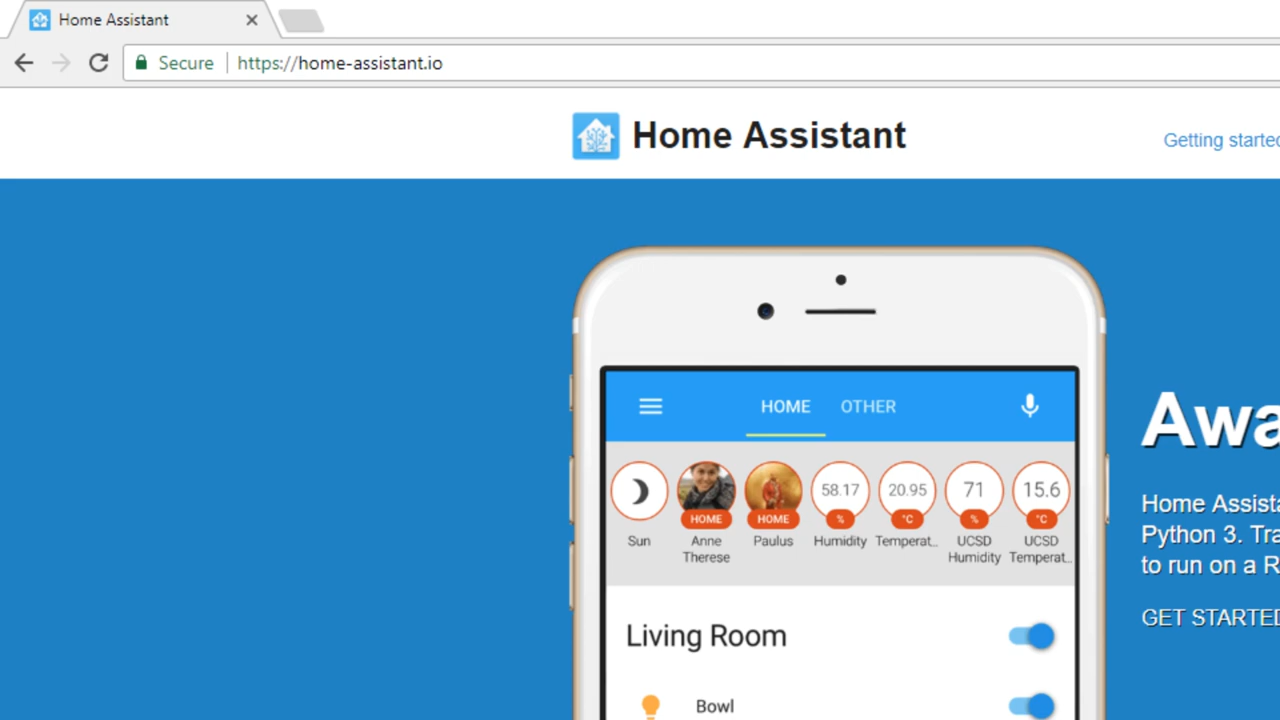 Home Assistant
Secure https://home-assistant.io
Home Assistant
Getting started
HOME OTHER
58.17 20.95 71 15.6
HOME HOME % °C % °C
Sun Anne Therese Paulus Humidity Temperat... UCSD Humidity UCSD Temperat...
Awa
Home Assista
Python 3. Tra
to run on a R
GET STARTED
Living Room
Bowl